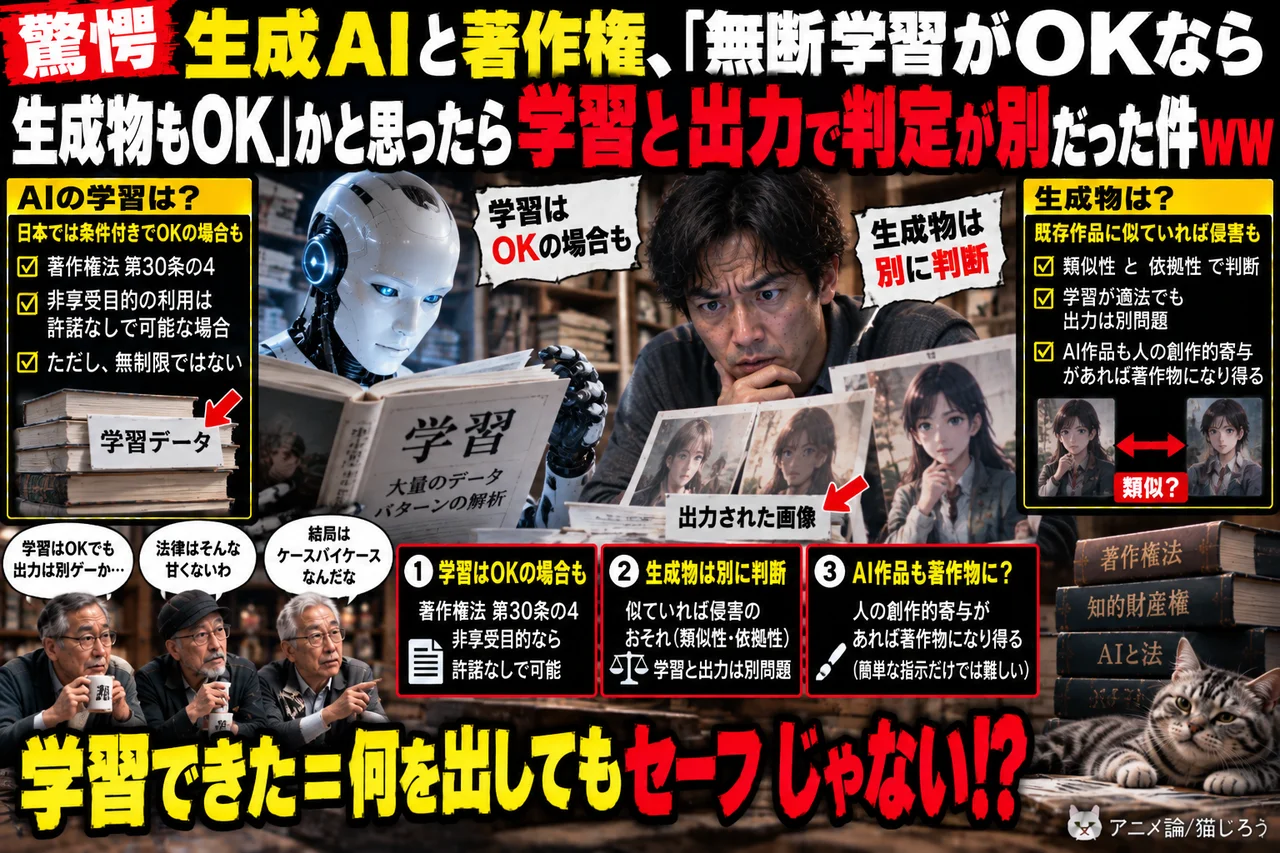 驚愕 生成AIと著作権、「無断学習がOKなら
生成物もOK」かと思ったら学習と出力で判定が別だった件ww
AIの学習は?
日本では条件付きでOKの場合も
著作権法 第30条の4
非享受目的の利用は
許諾なしで可能な場合
ただし、無制限ではない
学習データ
学習は
OKの場合も
生成物は
別に判断
学習
大量のデータ
パターンの解析
出力された画像
生成物は?
既存作品に似ていれば侵害も
類似性 と 依拠性 で判断
学習が適法でも
出力は別問題
AI作品も人の創作的寄与
があれば著作物になり得る
類似?
学習はOKでも
出力は別ゲーか…
法律はそんな
甘くないわ
結局は
ケースバイケース
なんだな
1 学習はOKの場合も
著作権法 第30条の4
非享受目的なら
許諾なしで可能
2 生成物は別に判断
似ていれば侵害の
おそれ(類似性・依拠性)
学習と出力は別問題
3 AI作品も著作物に?
人の創作的寄与が
あれば著作物になり得る
(簡単な指示だけでは難しい)
著作権法
知的財産権
AIと法
学習できた=何を出してもセーフじゃない!?
アニメ論/猫じろう